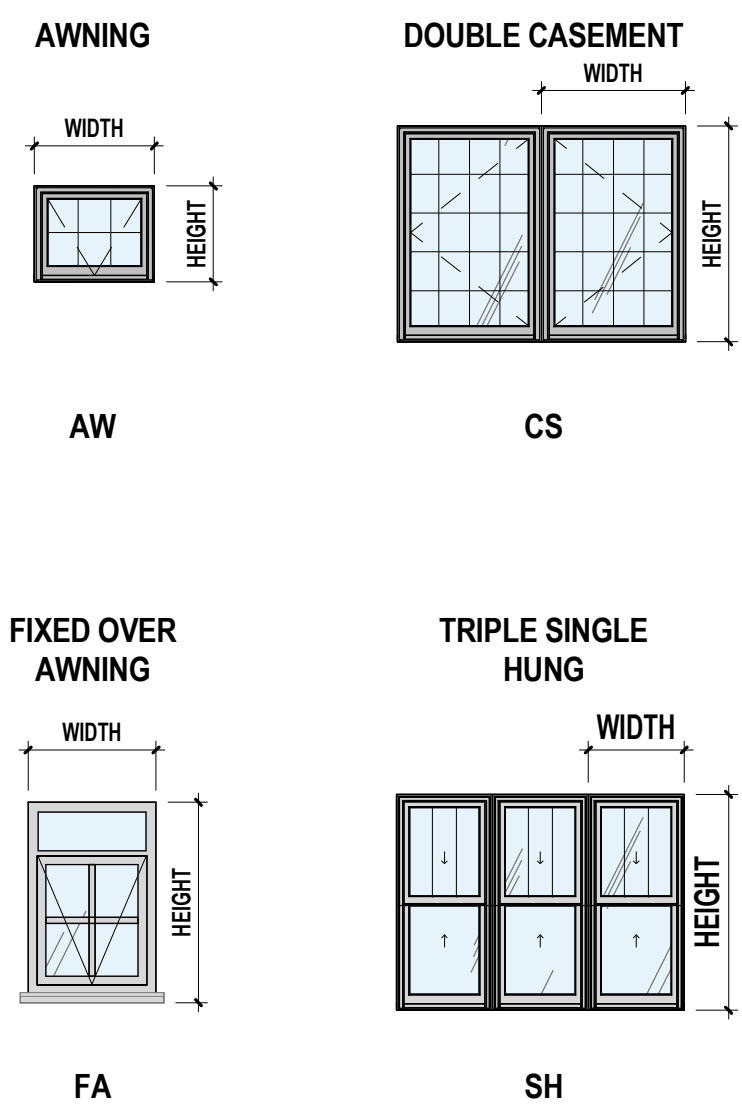 AWNING
DOUBLE CASEMENT
WIDTH
WIDTH
HEIGHT
HEIGHT
AW
CS
FIXED OVER
AWNING
TRIPLE SINGLE
HUNG
WIDTH
WIDTH
HEIGHT
HEIGHT
FA
SH